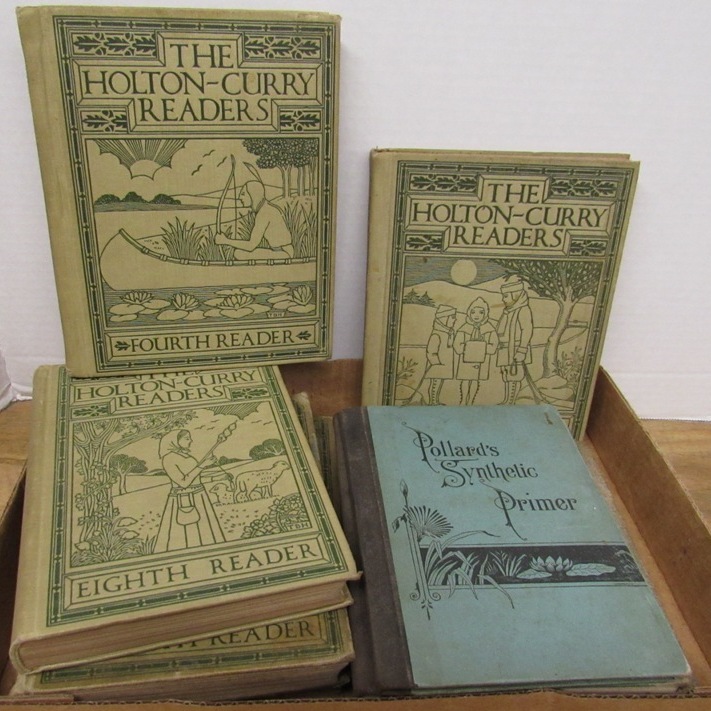 THE
HOLTON-CURRY
READERS
FOURTH READER
THE
HOLTON-CURRY
READERS
HOLTON-CURRY
READERS
EIGHTH READER
READER
Pollard's
Synthetic
Primer